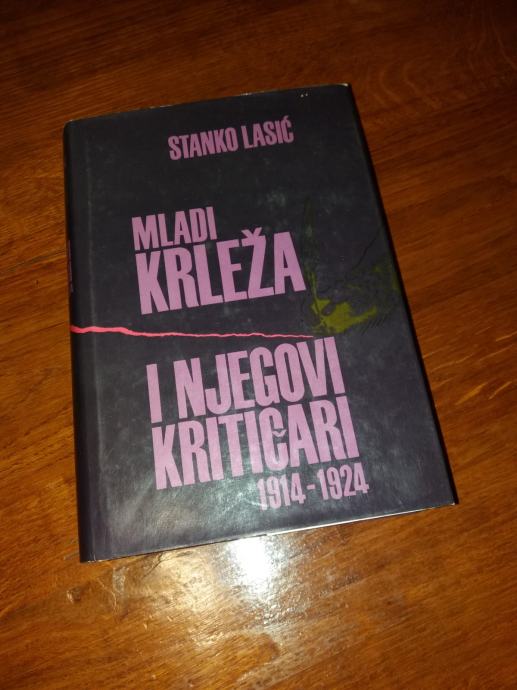 STANKO LASIĆ
MLADI
KRLEŽA
I NJEGOVI
KRITIČARI
1914-1924